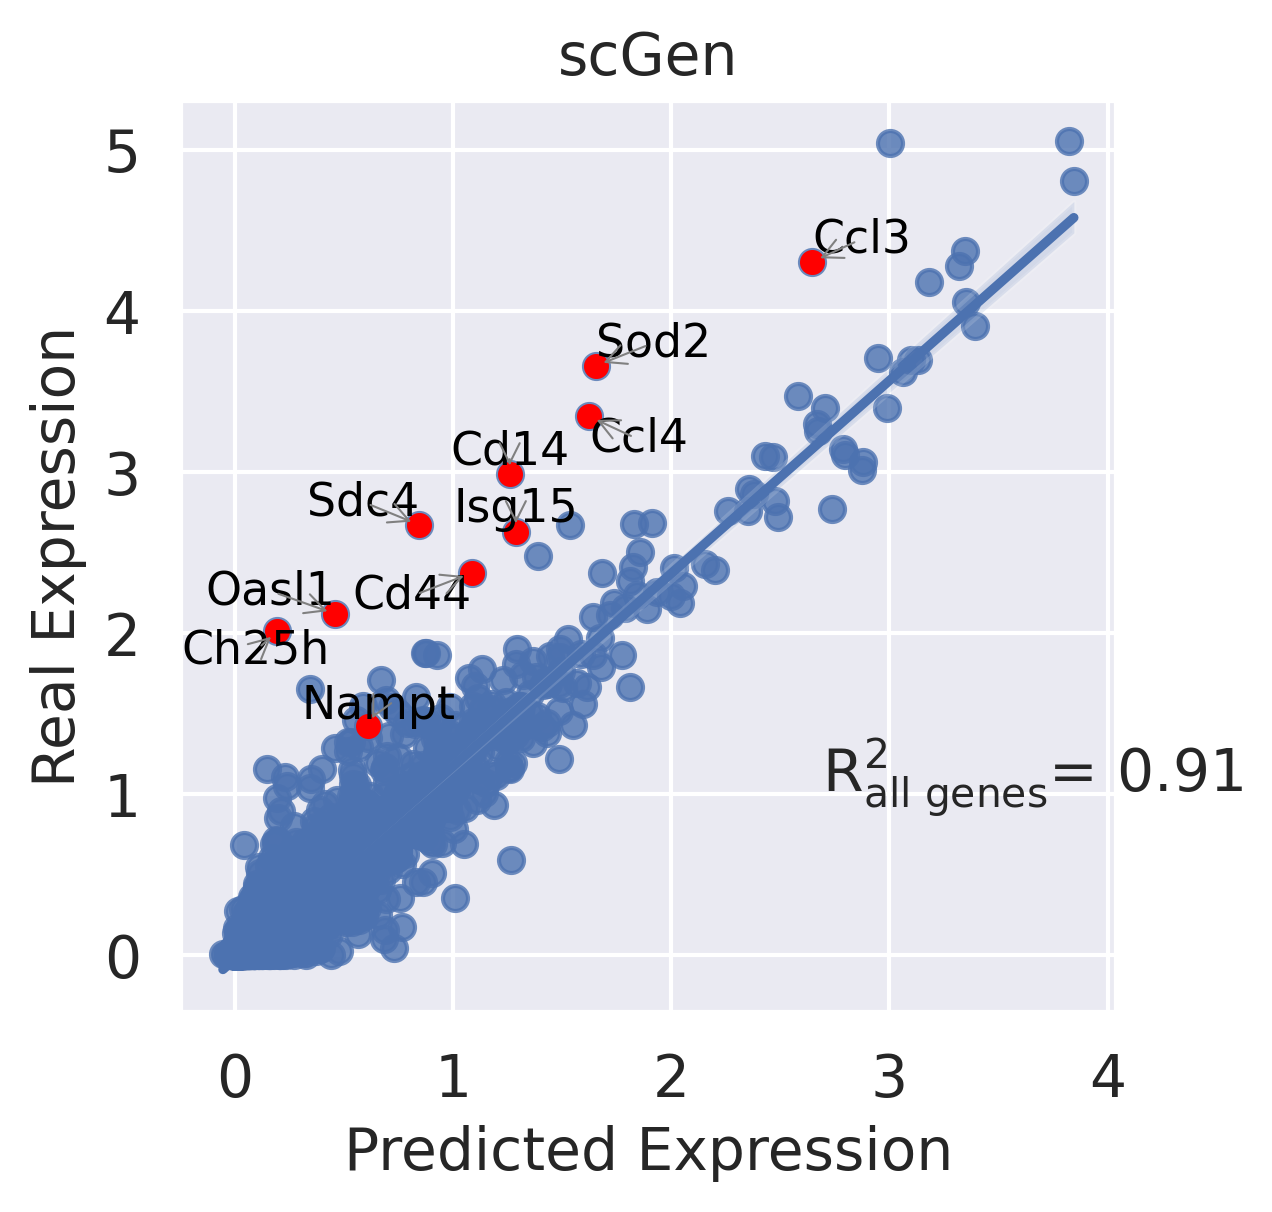 scGen
5
4
3
2
1
0
Real Expression
Ccl3
Sod2
Ccl4
Cd14
Sdc4
Isg15
Oasl1
Cd44
Ch25h
Nampt
R²all genes= 0.91
0 1 2 3 4
Predicted Expression